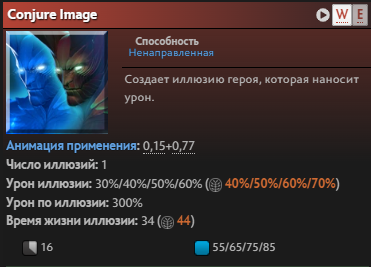 Conjure Image W E
Способность
Ненаправленная
Создает иллюзию героя, которая наносит
урон.
Анимация применения: 0,15+0,77
Число иллюзий: 1
Урон иллюзии: 30%/40%/50%/60% (40%/50%/60%/70%)
Урон по иллюзии: 300%
Время жизни иллюзии: 34 (44)
16 55/65/75/85